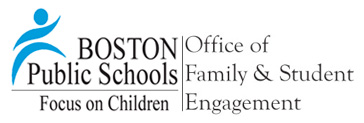 BOSTON
Public Schools
Focus on Children
Office of
Family & Student
Engagement